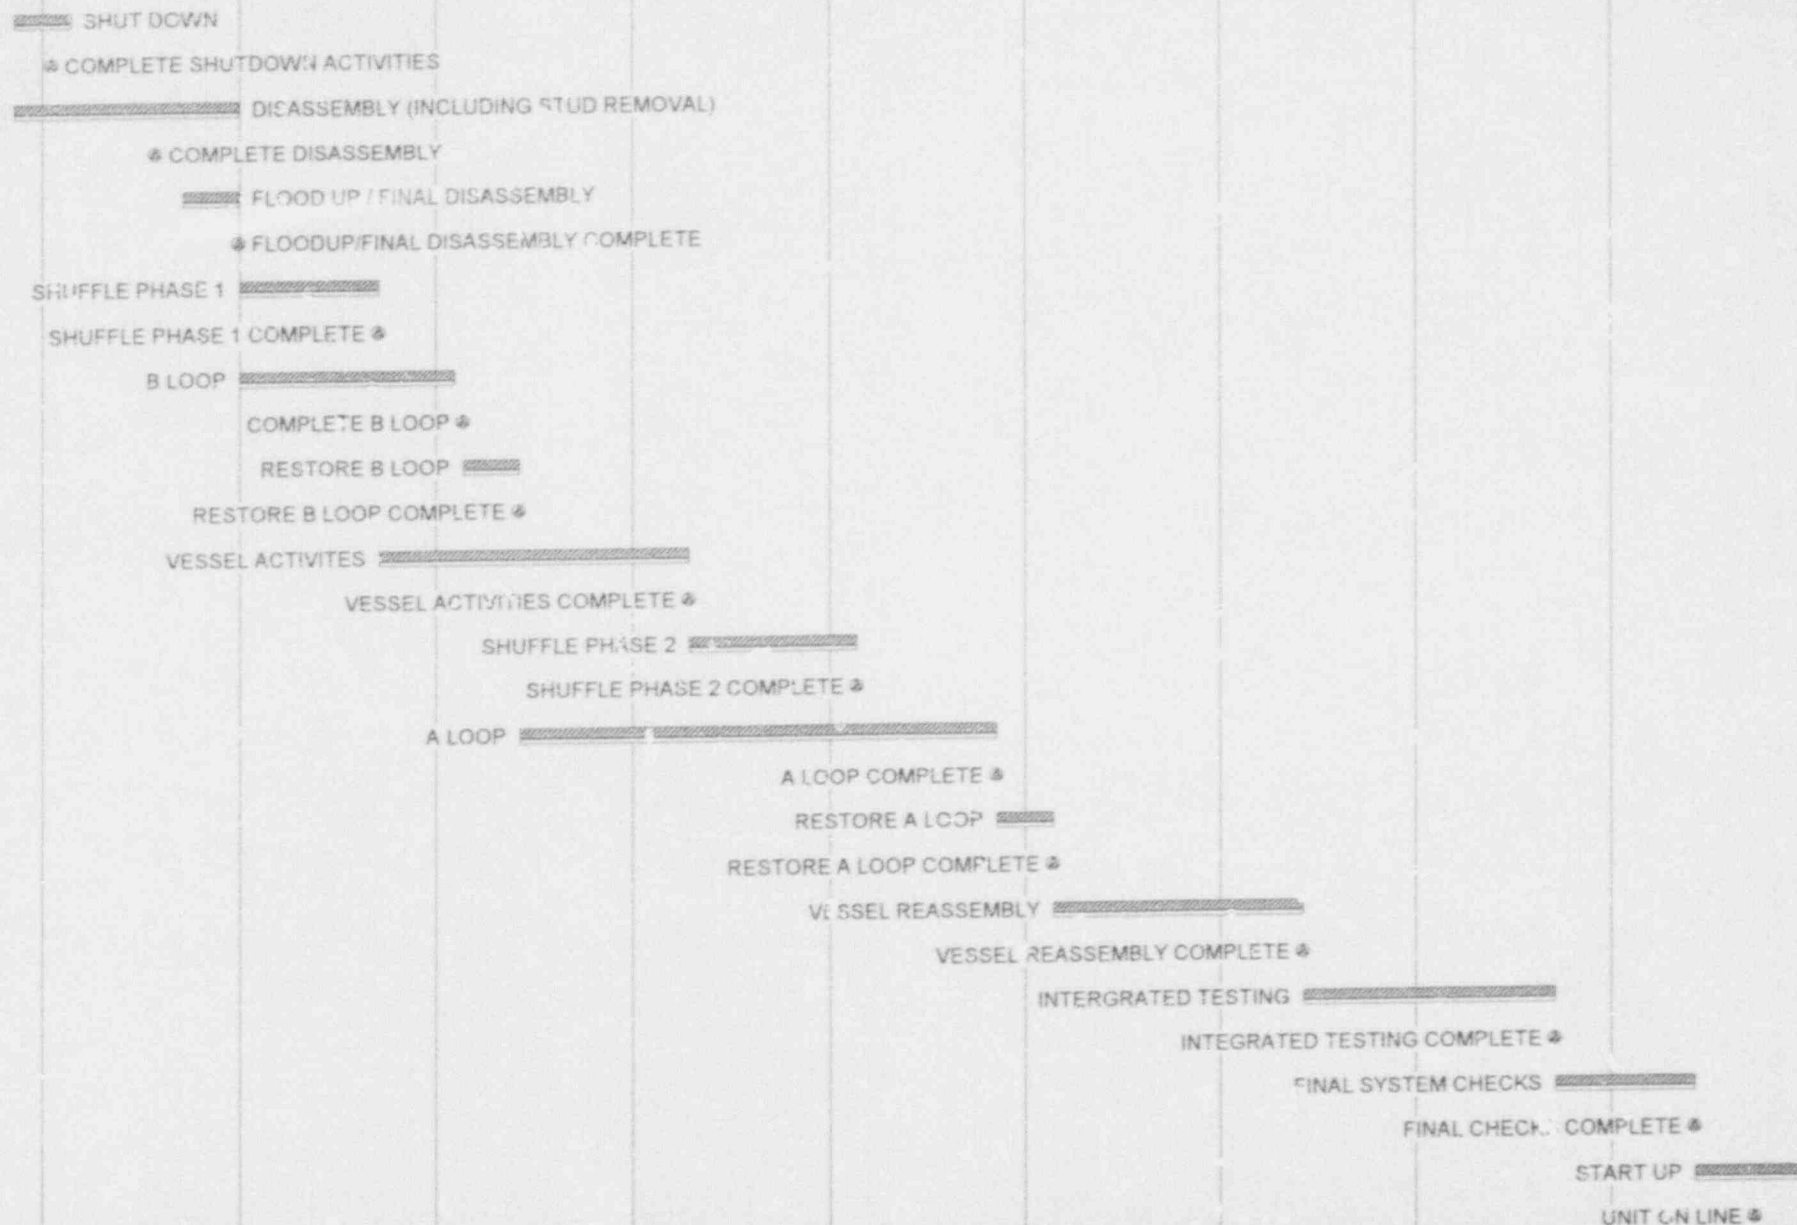 SHUT DOWN
COMPLETE SHUTDOWN ACTIVITIES
DISASSEMBLY (INCLUDING STUD REMOVAL)
COMPLETE DISASSEMBLY
FLOOD UP / FINAL DISASSEMBLY
FLOODUP/FINAL DISASSEMBLY COMPLETE
SHUFFLE PHASE 1
SHUFFLE PHASE 1 COMPLETE
B LOOP
COMPLETE B LOOP
RESTORE B LOOP
RESTORE B LOOP COMPLETE
VESSEL ACTIVITES
VESSEL ACTIVITIES COMPLETE
SHUFFLE PHASE 2
SHUFFLE PHASE 2 COMPLETE
A LOOP
A LOOP COMPLETE
RESTORE A LOOP
RESTORE A LOOP COMPLETE
VESSEL REASSEMBLY
VESSEL REASSEMBLY COMPLETE
INTERGRATED TESTING
INTEGRATED TESTING COMPLETE
FINAL SYSTEM CHECKS
FINAL COMPLETE
START UP
UNIT ON LINE